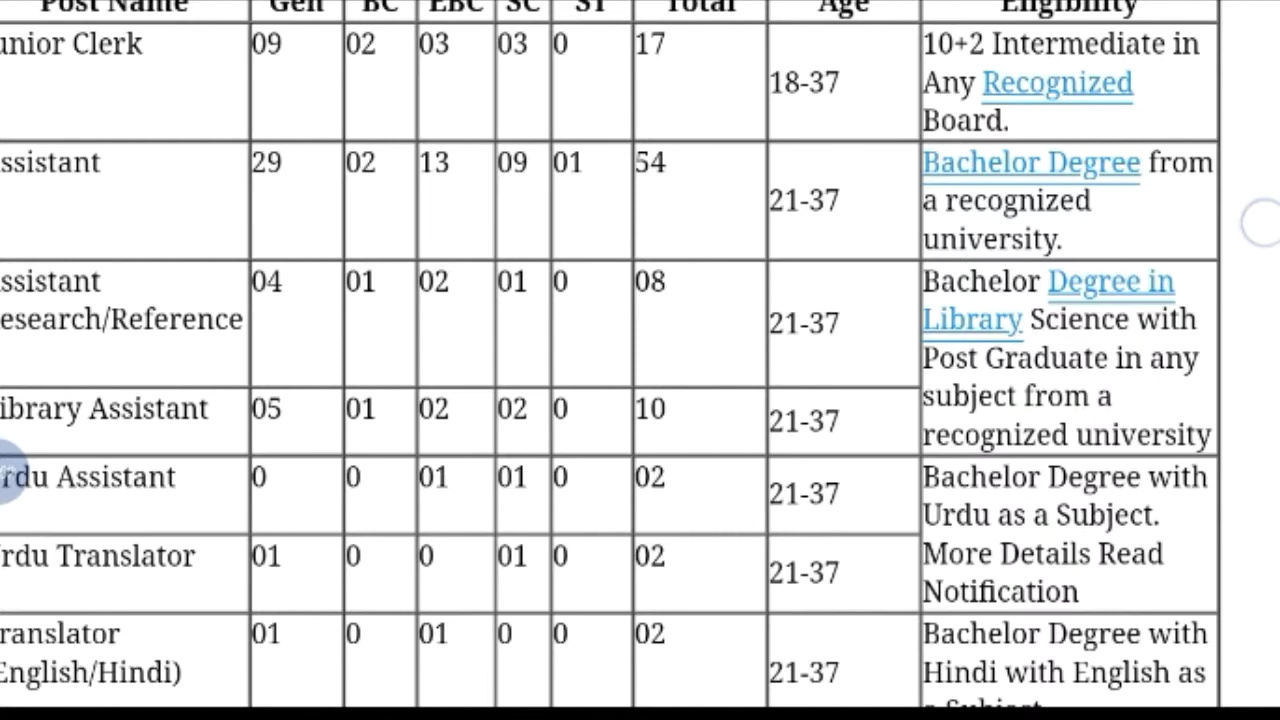 Post Name Gen BC EBC SC ST Total Age Eligibility
unior Clerk 09 02 03 03 0 17 18-37 10+2 Intermediate in
Any Recognized
Board.
ssistant 29 02 13 09 01 54 21-37 Bachelor Degree from
a recognized
university.
ssistant 04 01 02 01 0 08 21-37 Bachelor Degree in
esearch/Reference Library Science with
Post Graduate in any
ibrary Assistant 05 01 02 02 0 10 21-37 subject from a
recognized university
rdu Assistant 0 0 01 01 0 02 21-37 Bachelor Degree with
Urdu as a Subject.
rdu Translator 01 0 0 01 0 02 21-37 More Details Read
Notification
ranslator 01 0 01 0 0 02 21-37 Bachelor Degree with
English/Hindi) Hindi with English as
a Subject